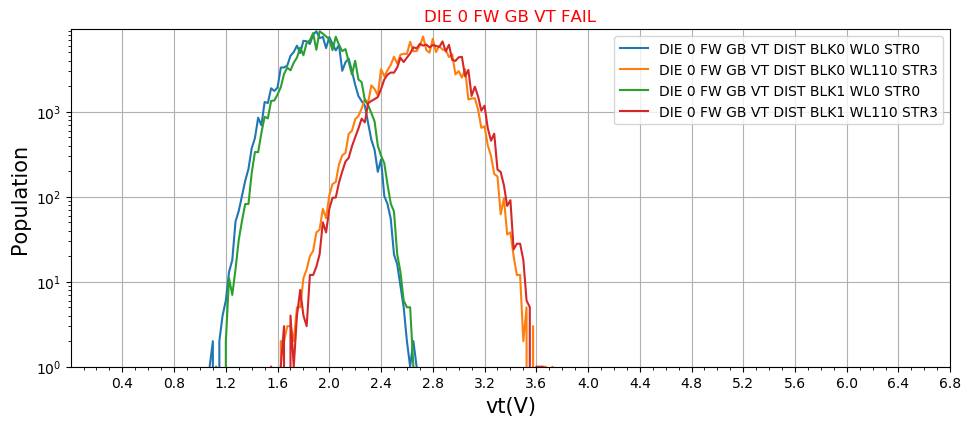 DIE 0 FW GB VT FAIL
DIE 0 FW GB VT DIST BLK0 WL0 STR0
DIE 0 FW GB VT DIST BLK0 WL110 STR3
DIE 0 FW GB VT DIST BLK1 WL0 STR0
DIE 0 FW GB VT DIST BLK1 WL110 STR3
Population
10³
10²
10¹
10⁰
0.4 0.8 1.2 1.6 2.0 2.4 2.8 3.2 3.6 4.0 4.4 4.8 5.2 5.6 6.0 6.4 6.8
vt(V)